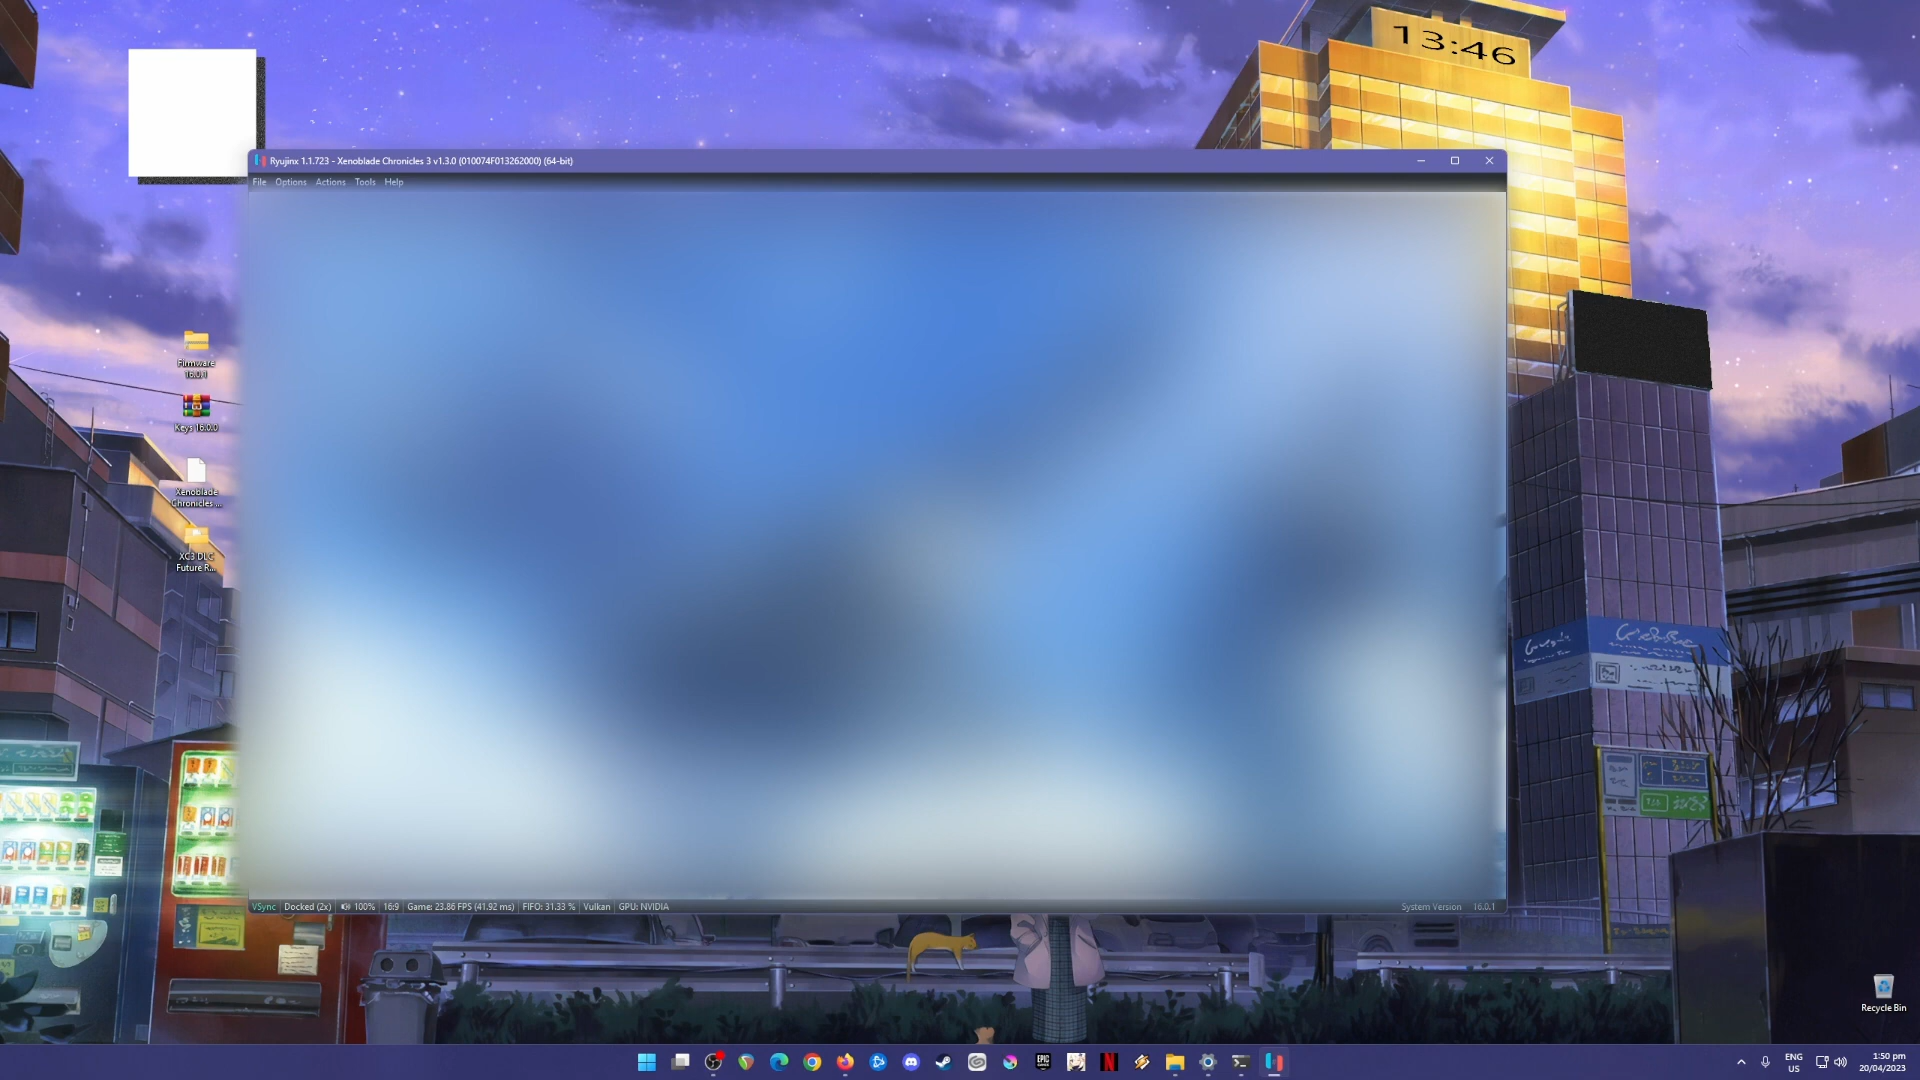 13:46
Ryujinx 1.1.723 - Xenoblade Chronicles 3 v1.3.0 (010074F013262000) (64-bit)
File Options Actions Tools Help
Firmware
16.0.1
Keys 16.0.0
Xenoblade
Chronicles ...
XC3 DLC
Future R...
VSync Docked (2x) 100% 16:9 Game: 23.86 FPS (41.92 ms) FIFO: 31.33 % Vulkan GPU: NVIDIA System Version 16.0.1
Recycle Bin
EPIC
GAMES
N
ENG
US
1:50 pm
20/04/2023